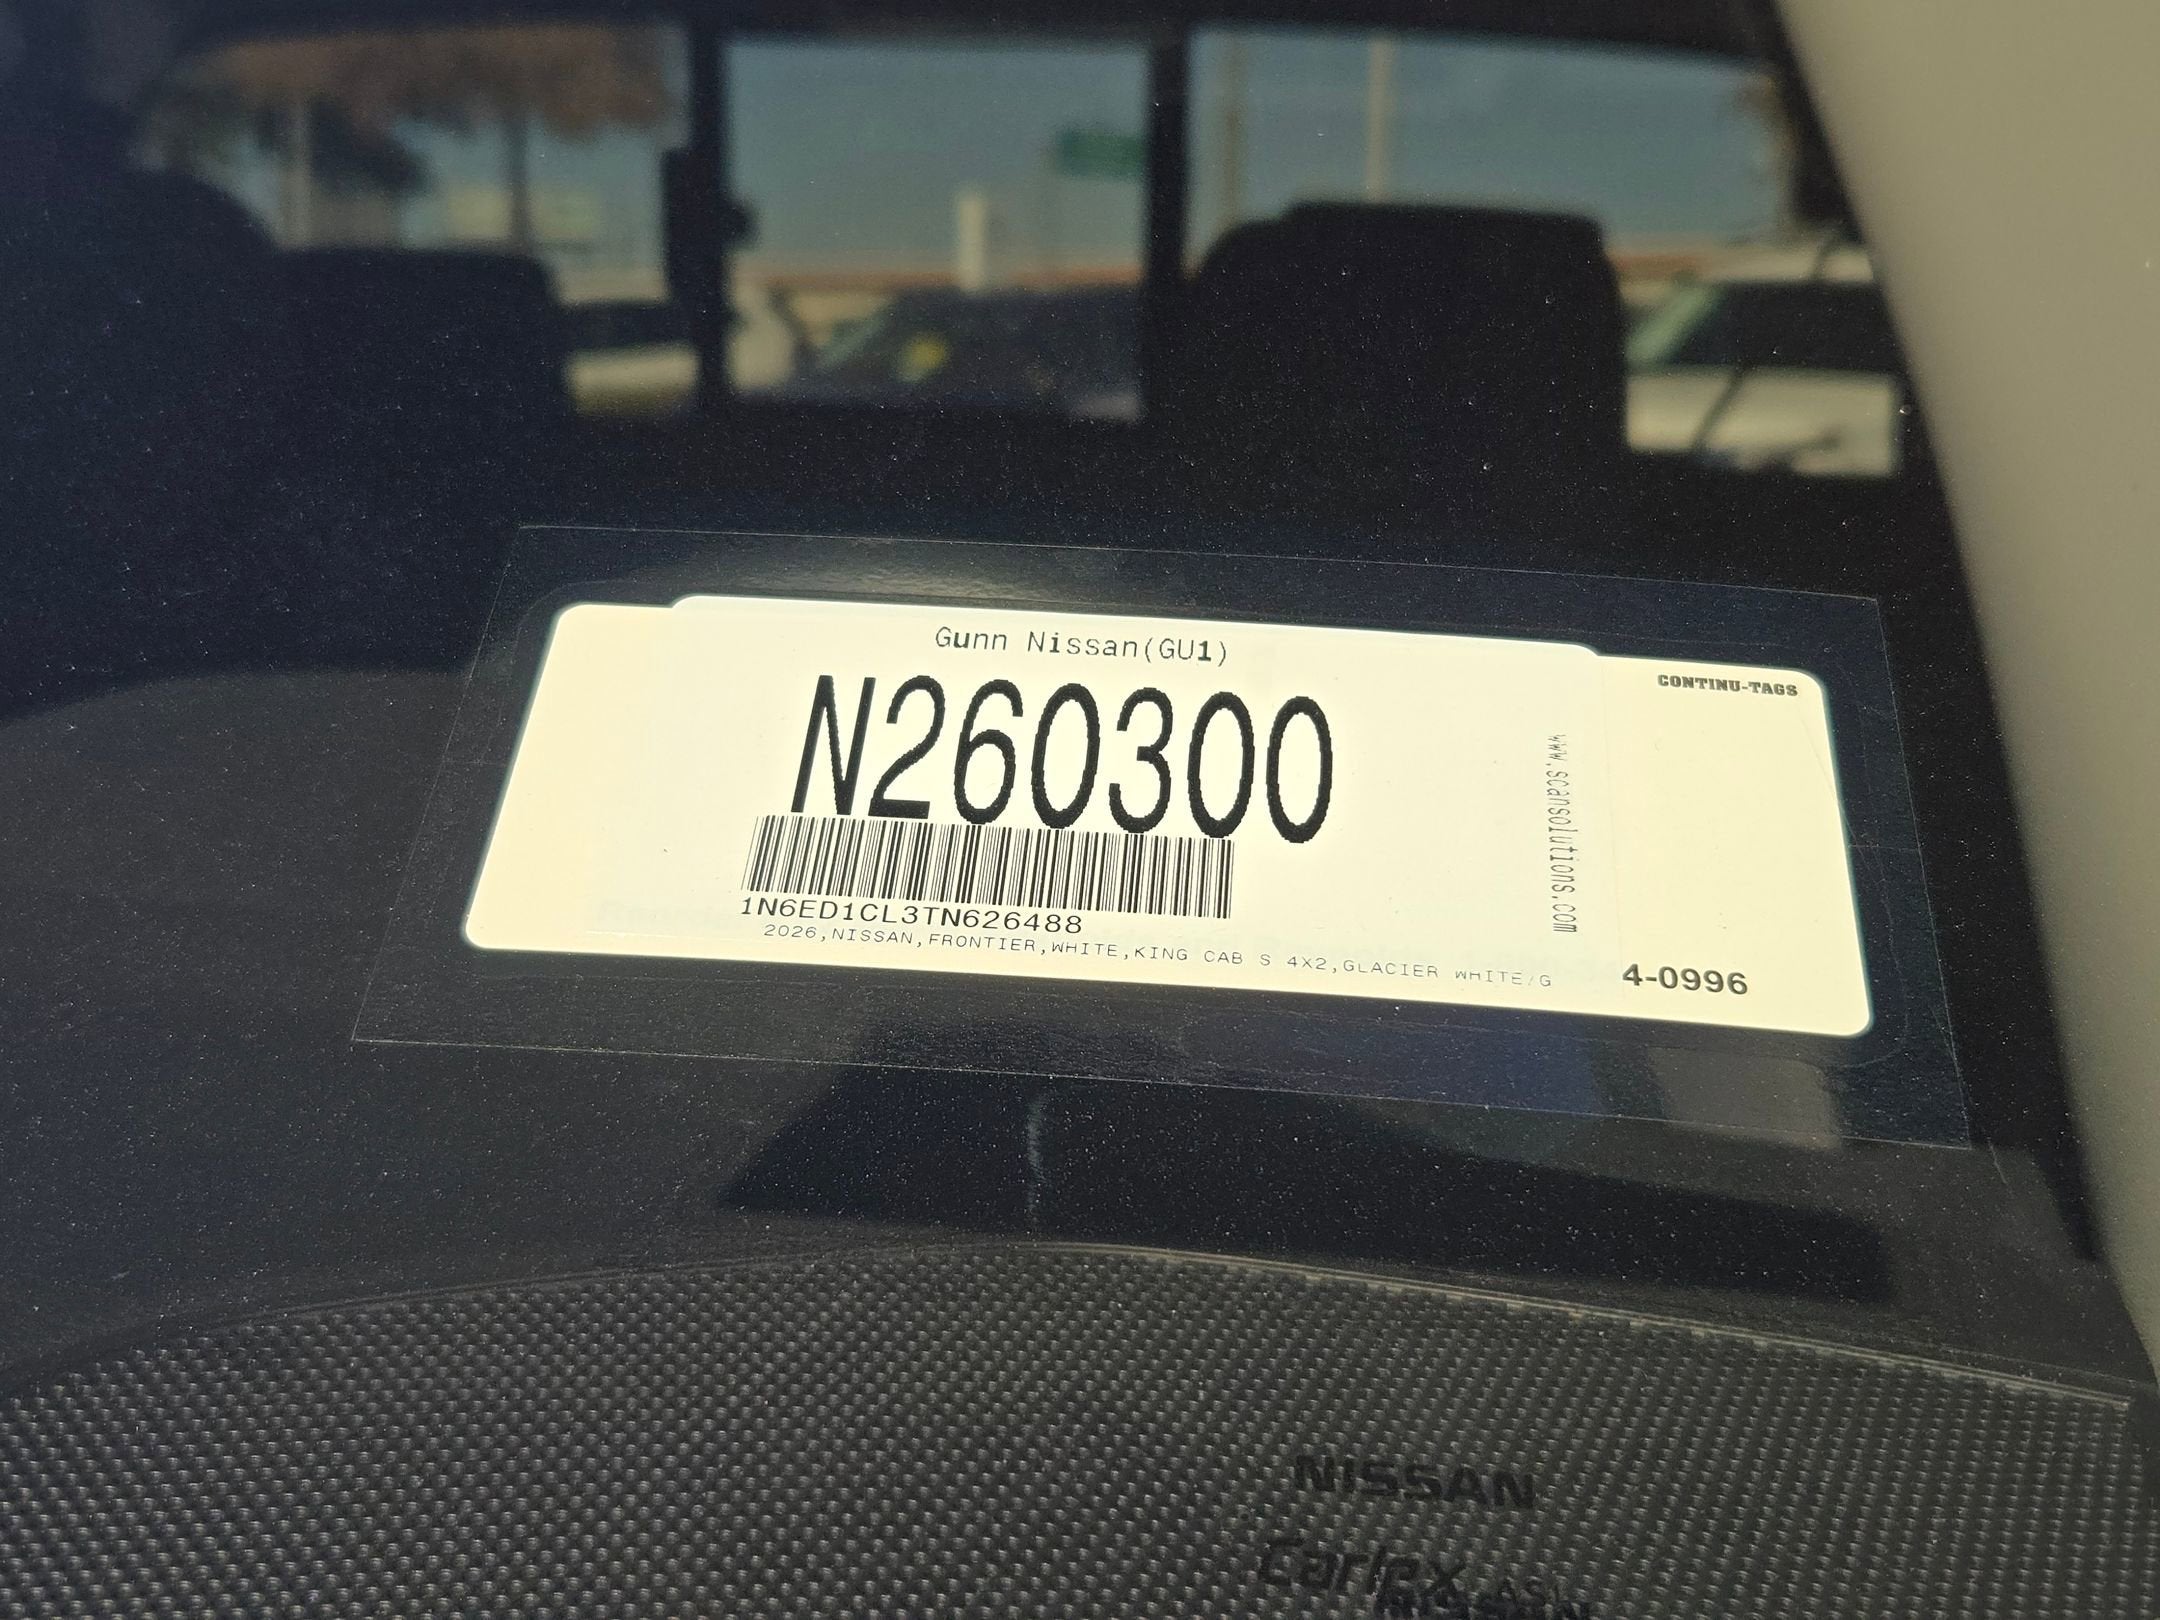 Gunn Nissan(GU1)
CONTINU-TAGS
N260300
www.scansolutions.com
1N6ED1CL3TN626488
2026,NISSAN,FRONTIER,WHITE,KING CAB S 4X2,GLACIER WHITE/G
4-0996
NISSAN
Carlex